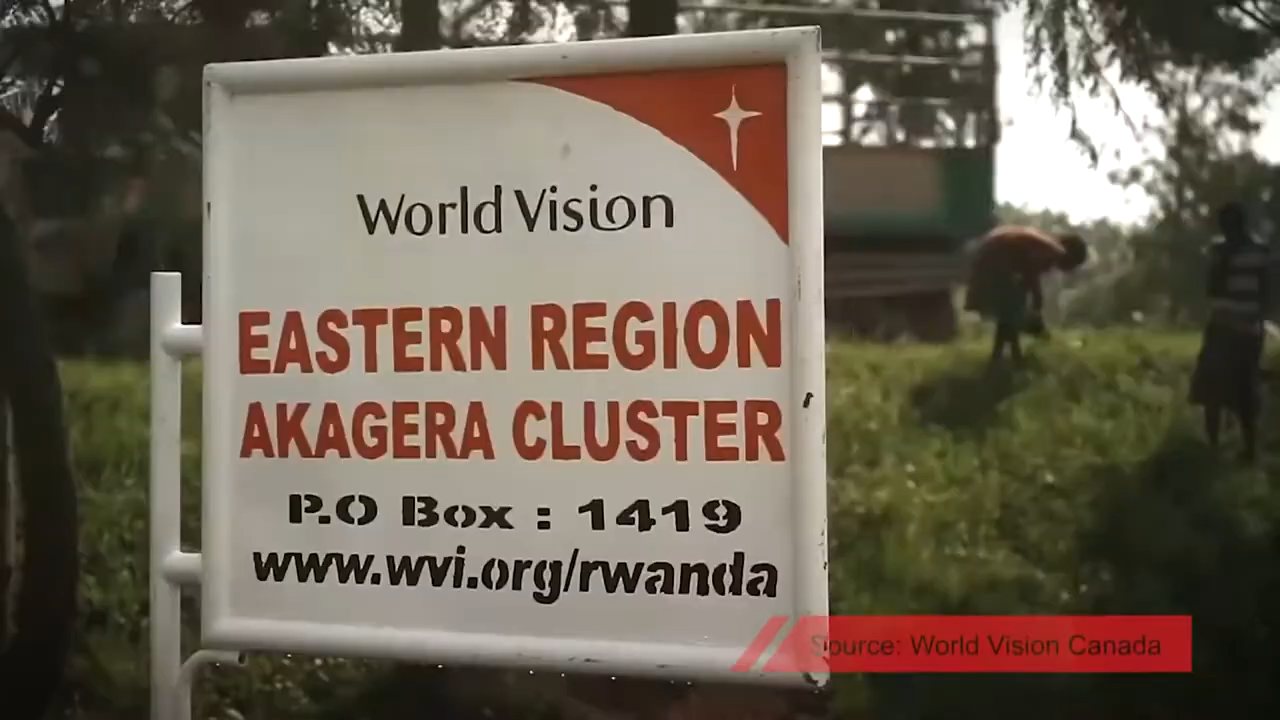 World Vision
EASTERN REGION
AKAGERA CLUSTER
P.O Box : 1419
www.wvi.org/rwanda
Source: World Vision Canada